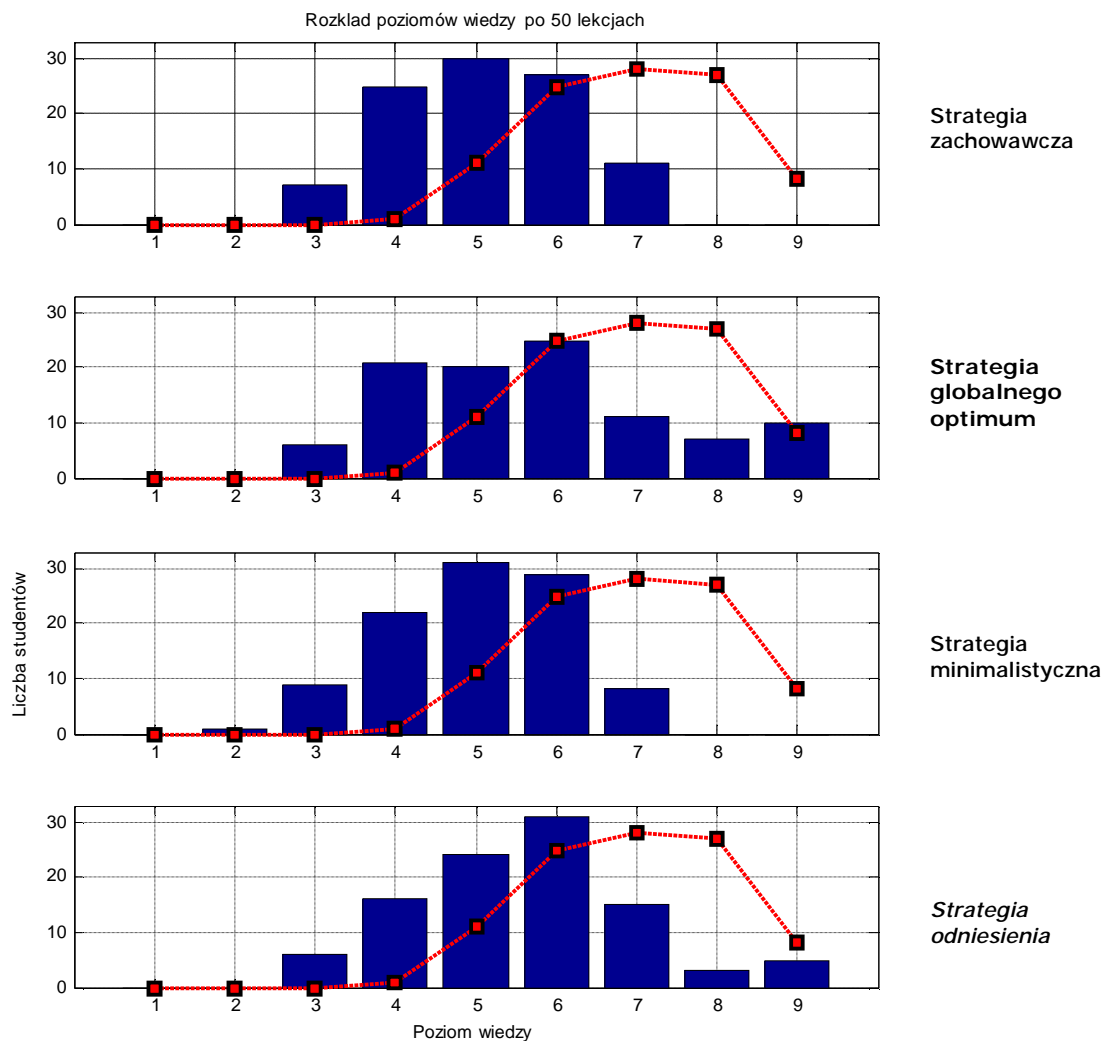 Rozklad poziomów wiedzy po 50 lekcjach
30
20
10
0
1 2 3 4 5 6 7 8 9
Strategia
zachowawcza
30
20
10
0
1 2 3 4 5 6 7 8 9
Strategia
globalnego
optimum
30
20
10
0
1 2 3 4 5 6 7 8 9
Strategia
minimalistyczna
Liczba studentów
30
20
10
0
1 2 3 4 5 6 7 8 9
Strategia
odniesienia
Poziom wiedzy